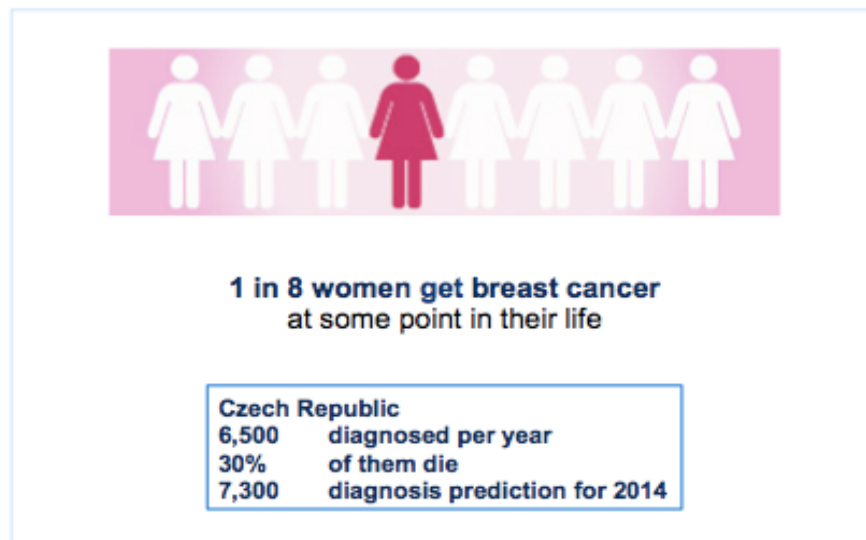 1 in 8 women get breast cancer
at some point in their life
Czech Republic
6,500 diagnosed per year
30% of them die
7,300 diagnosis prediction for 2014